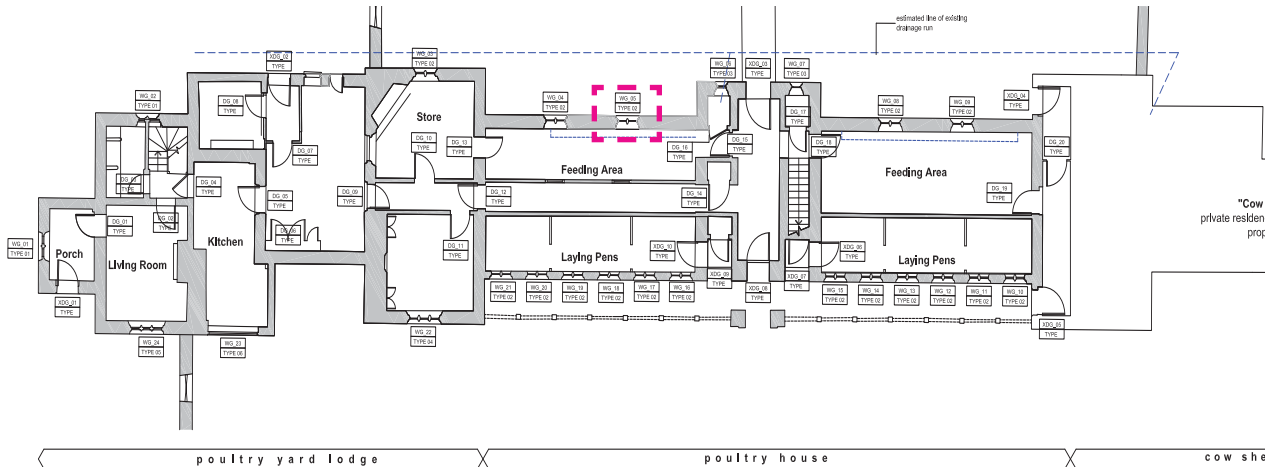 estimated line of existing
drainage run
XDG_02
TYPE
WG_03
TYPE 02
WG_06
TYPE 03
XDG_03
TYPE
WG_07
TYPE 03
WG_02
TYPE 01
DG_08
TYPE
WG_04
TYPE 02
WG_05
TYPE 02
WG_08
TYPE 02
WG_09
TYPE 02
XDG_04
TYPE
DG_17
TYPE
Store
DG_10
TYPE
DG_13
TYPE
DG_15
TYPE
DG_16
TYPE
DG_18
TYPE
DG_20
TYPE
DG_07
TYPE
Feeding Area
Feeding Area
DG_03
TYPE
DG_04
TYPE
DG_05
TYPE
DG_09
TYPE
DG_12
TYPE
DG_14
TYPE
DG_19
TYPE
"Cow
private residen
prop
DG_01
TYPE
DG_02
TYPE
DG_06
TYPE
DG_11
TYPE
WG_01
TYPE 01
Porch
Living Room
Kitchen
Laying Pens
XDG_10
TYPE
XDG_06
TYPE
Laying Pens
XDG_09
TYPE
XDG_07
TYPE
XDG_08
TYPE
XDG_01
TYPE
WG_21
TYPE 02
WG_20
TYPE 02
WG_19
TYPE 02
WG_18
TYPE 02
WG_17
TYPE 02
WG_16
TYPE 02
WG_15
TYPE 02
WG_14
TYPE 02
WG_13
TYPE 02
WG_12
TYPE 02
WG_11
TYPE 02
WG_10
TYPE 02
XDG_05
TYPE
WG_24
TYPE 05
WG_23
TYPE 06
WG_22
TYPE 04
poultry yard lodge
poultry house
cow she